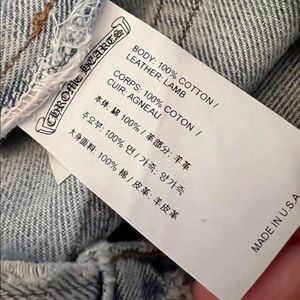 CHROME HEARTS
BODY: 100% COTTON /
LEATHER: LAMB
CORPS: 100% COTON /
CUIR: AGNEAU
本体: 綿 100% / 革部分: 羊革
주요부: 100% 면 / 가죽: 양가죽
大身面料: 100% 棉 / 皮革: 羊皮革
MADE IN USA